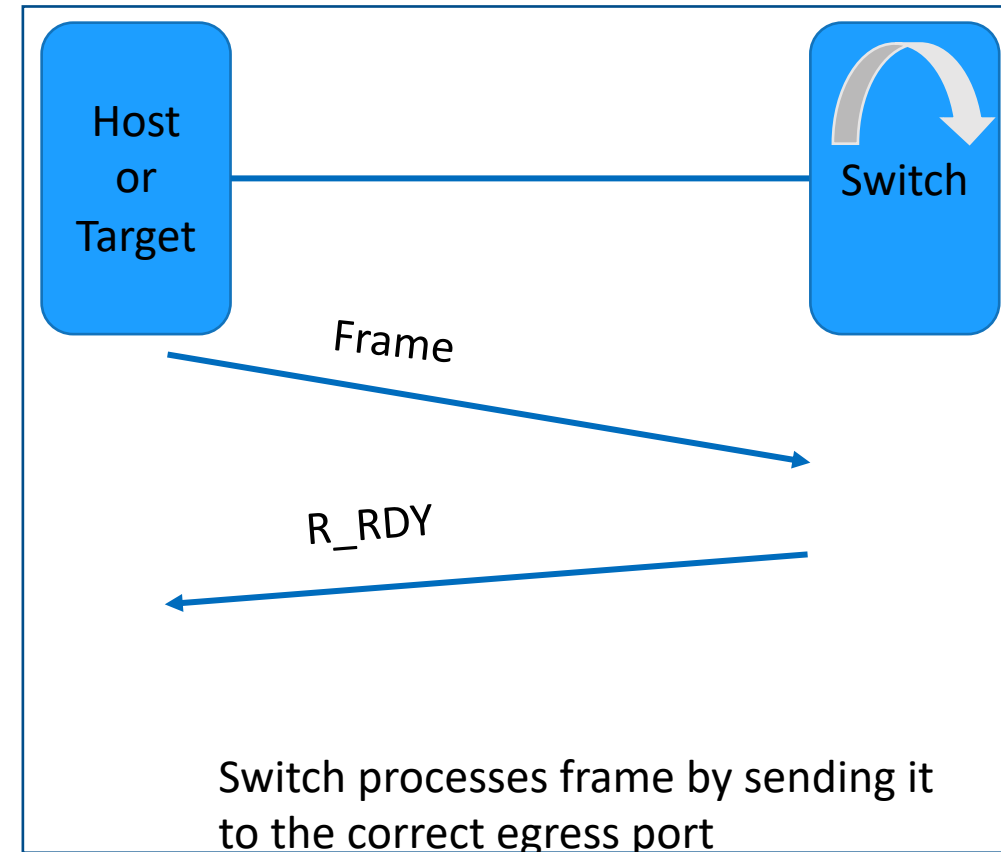 Host
or
Target
Switch
Frame
R_RDY
Switch processes frame by sending it
to the correct egress port